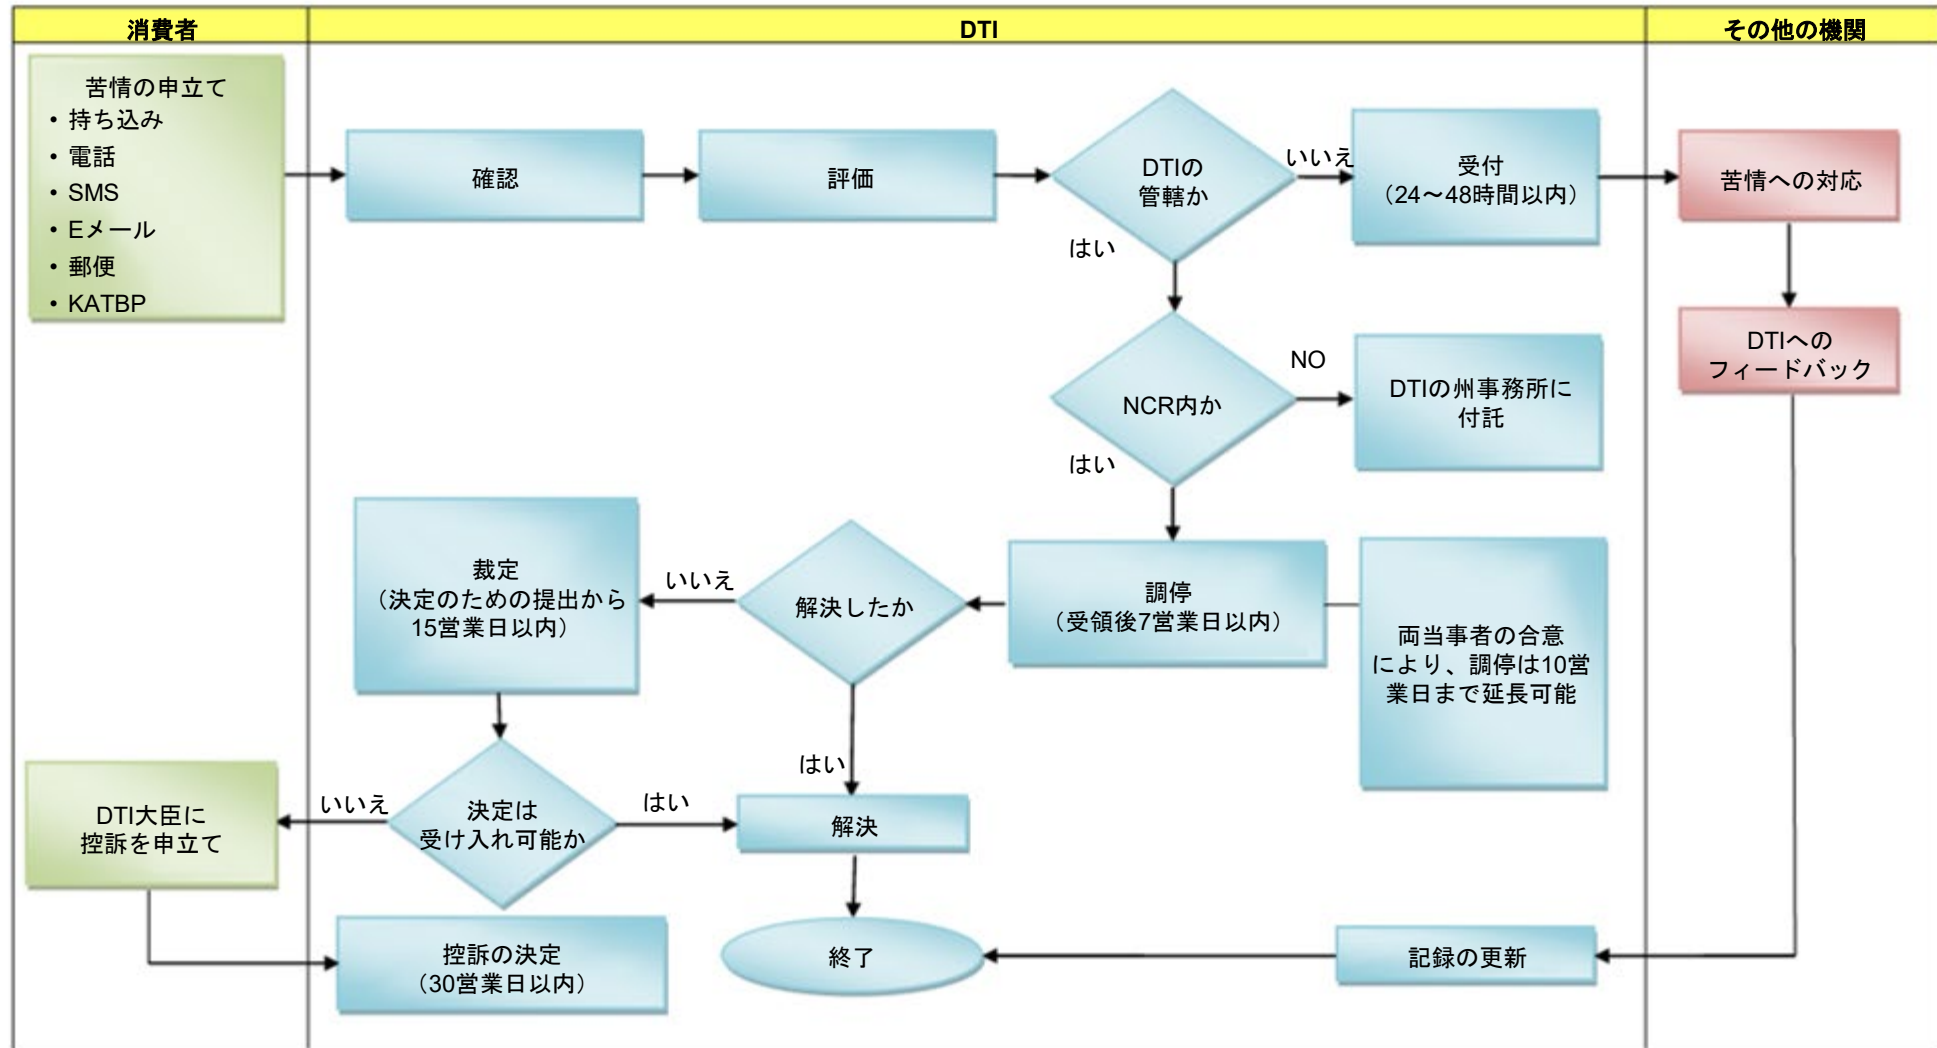 消費者
DTI
その他の機関
苦情の申立て
• 持ち込み
• 電話
• SMS
• Eメール
• 郵便
• KATBP
確認
評価
DTIの
管轄か
いいえ
はい
受付
（24～48時間以内）
苦情への対応
DTIへの
フィードバック
NCR内か
NO
はい
DTIの州事務所に
付託
調停
（受領後7営業日以内）
両当事者の合意
により、調停は10営
業日まで延長可能
解決したか
いいえ
はい
裁定
（決定のための提出から
15営業日以内）
決定は
受け入れ可能か
いいえ
はい
解決
DTI大臣に
控訴を申立て
控訴の決定
（30営業日以内）
終了
記録の更新